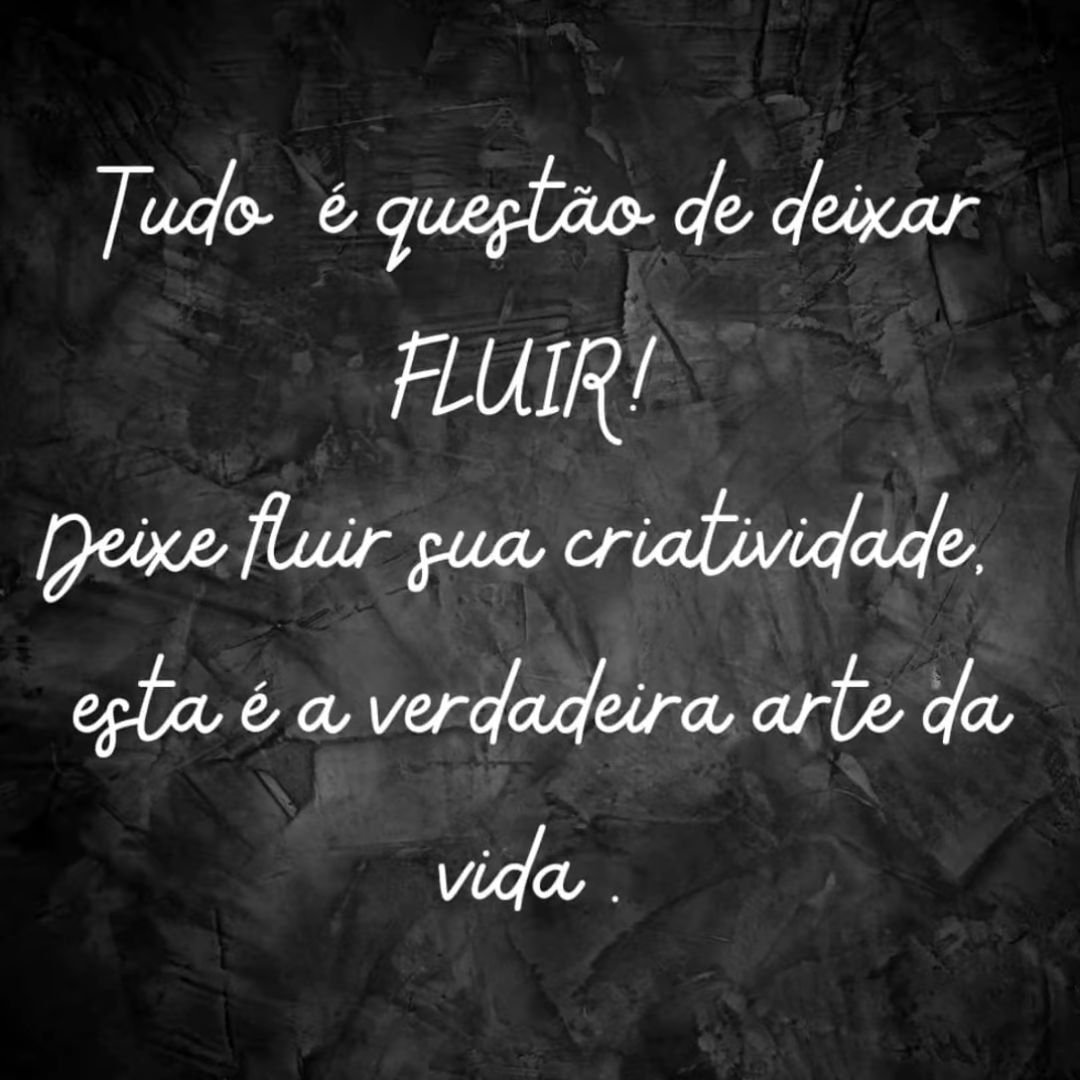 Tudo é questão de deixar
FLUIR!
Deixe fluir sua criatividade,
esta é a verdadeira arte da
vida .